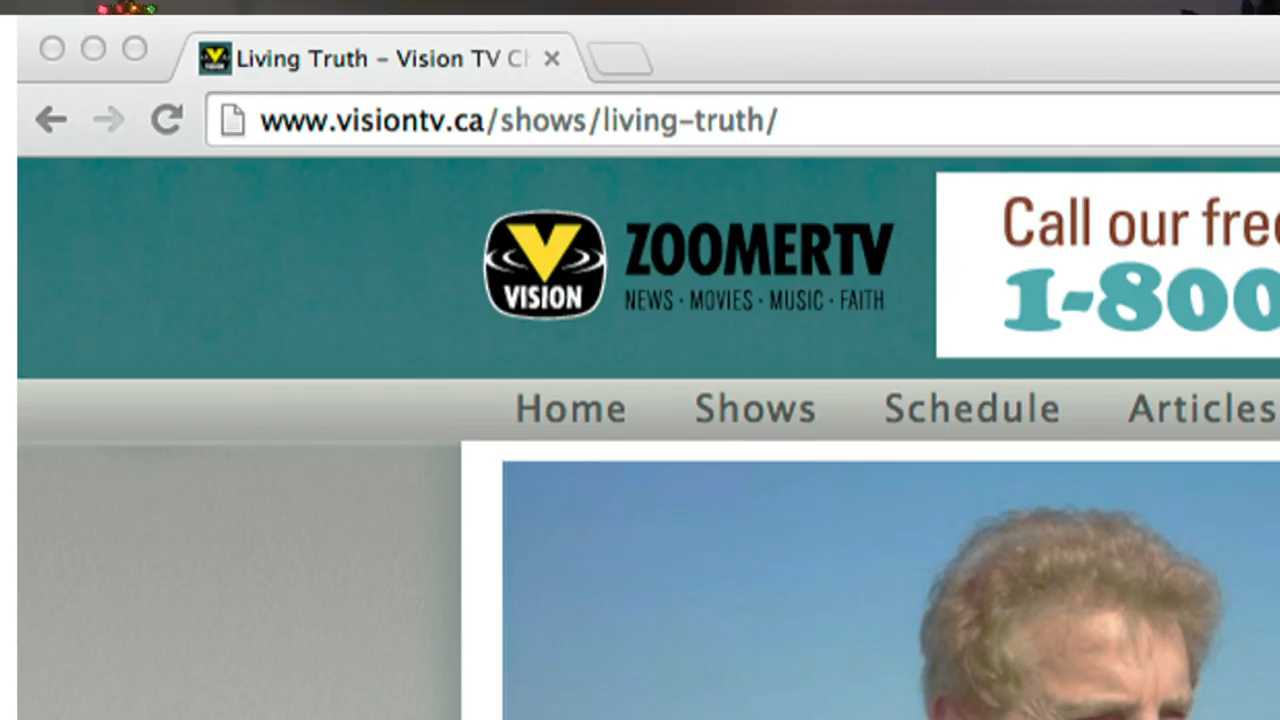 Living Truth – Vision TV
www.visiontv.ca/shows/living-truth/
VISION
ZOOMERTV
NEWS · MOVIES · MUSIC · FAITH
Call our
1-800
Home Shows Schedule Articles